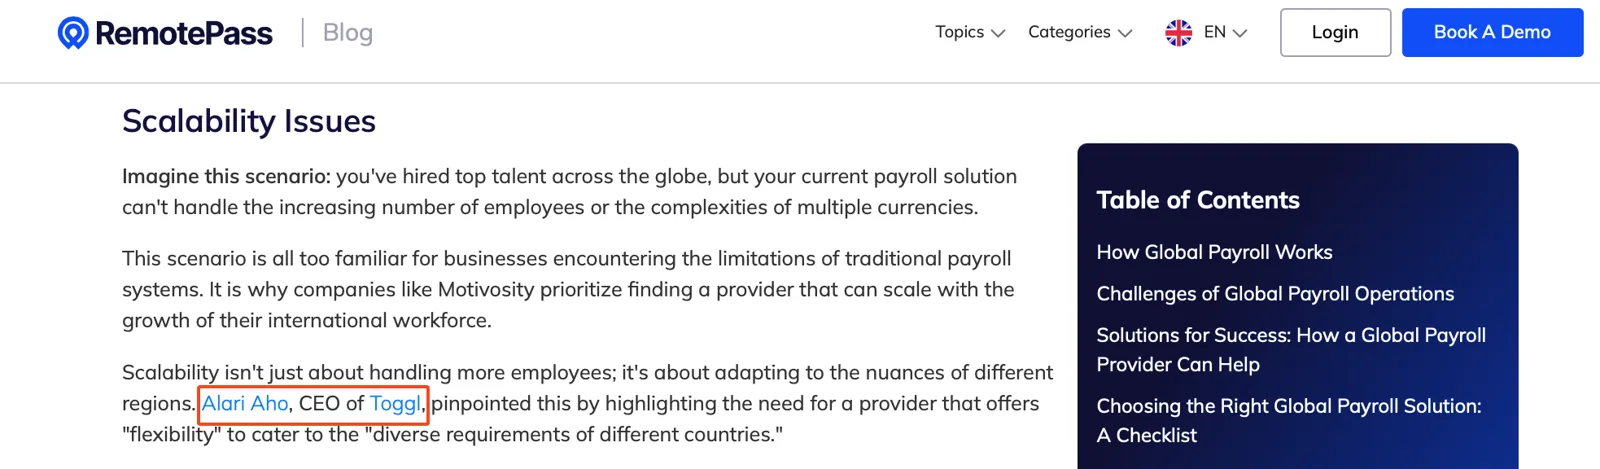 RemotePass | Blog
Topics
Categories
EN
Login
Book A Demo
Scalability Issues
Imagine this scenario: you've hired top talent across the globe, but your current payroll solution
can't handle the increasing number of employees or the complexities of multiple currencies.
This scenario is all too familiar for businesses encountering the limitations of traditional payroll
systems. It is why companies like Motivosity prioritize finding a provider that can scale with the
growth of their international workforce.
Scalability isn't just about handling more employees; it's about adapting to the nuances of different
regions. Alari Aho, CEO of Toggl, pinpointed this by highlighting the need for a provider that offers
"flexibility" to cater to the "diverse requirements of different countries."
Table of Contents
How Global Payroll Works
Challenges of Global Payroll Operations
Solutions for Success: How a Global Payroll
Provider Can Help
Choosing the Right Global Payroll Solution:
A Checklist